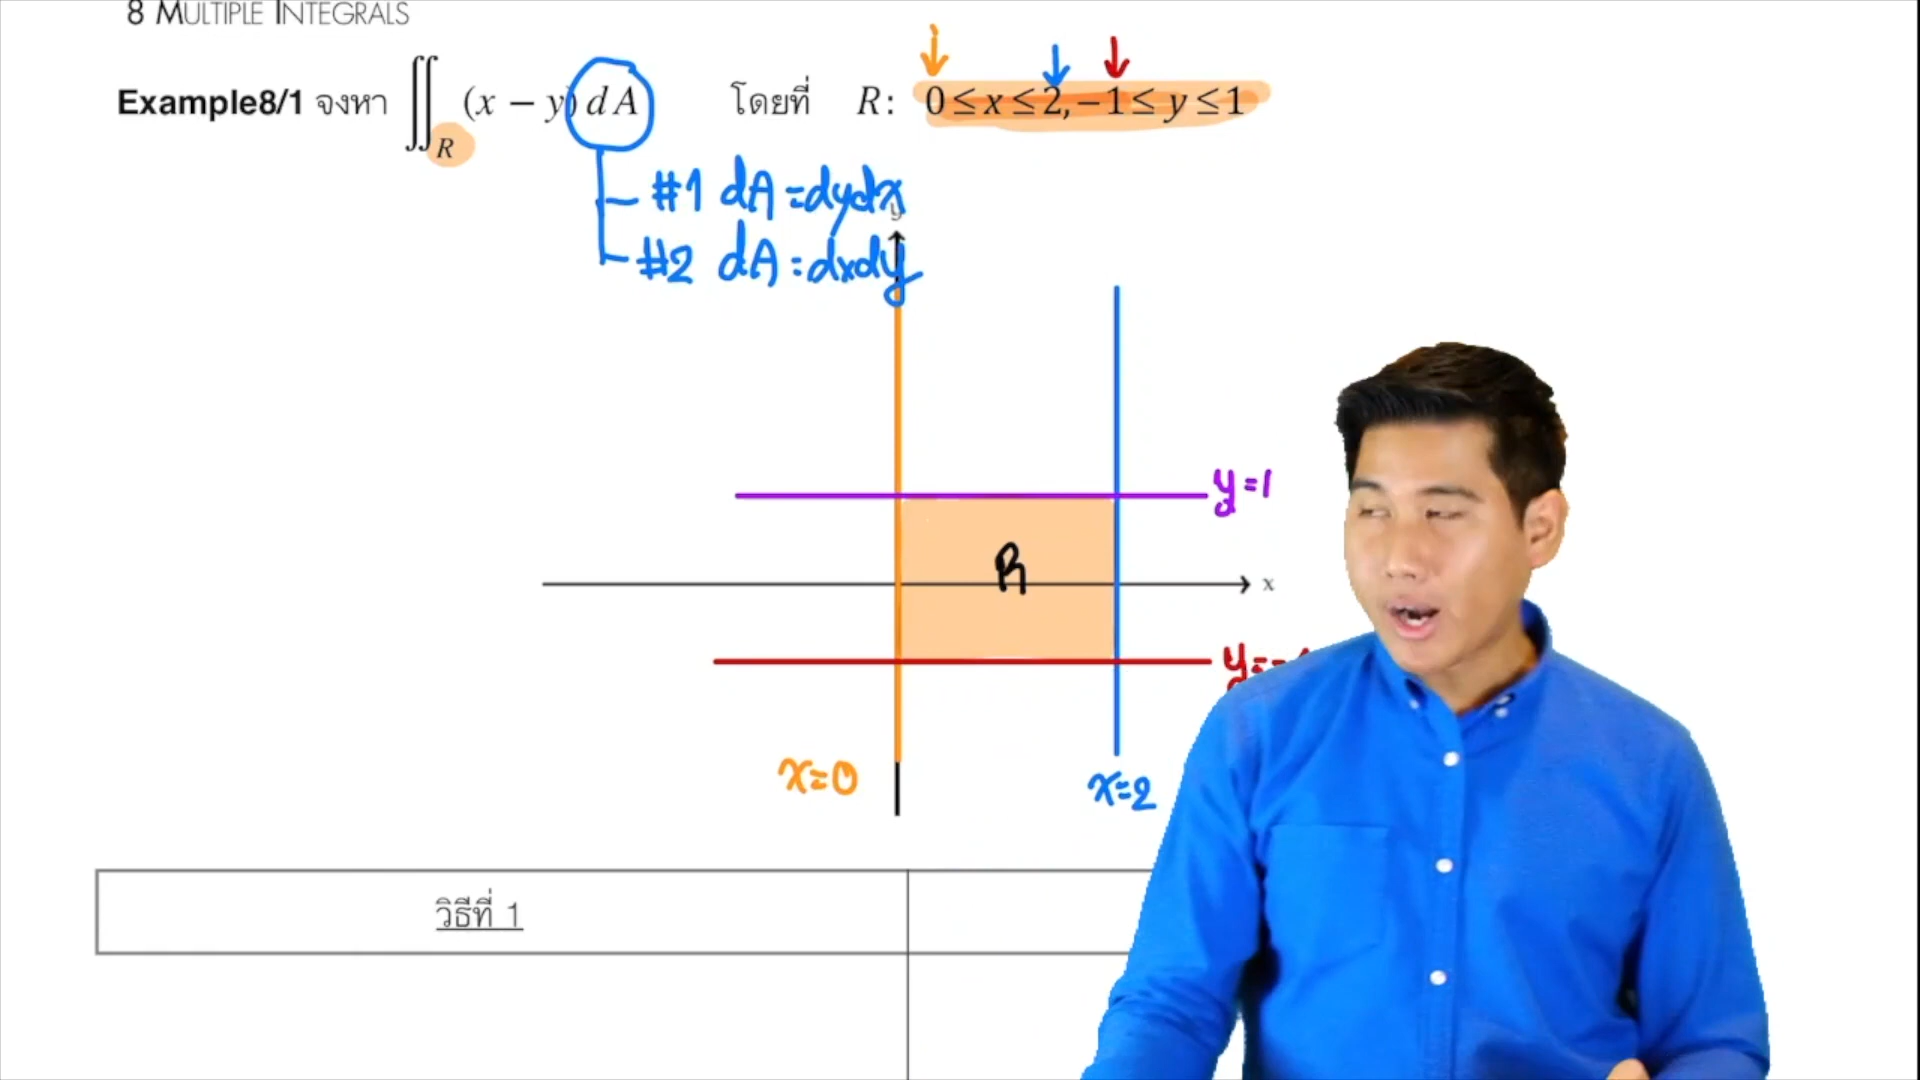 8 MULTIPLE INTEGRALS
Example8/1 จงหา ∬_R (x − y) dA โดยที่ R: 0 ≤ x ≤ 2, −1 ≤ y ≤ 1
#1 dA = dydx
y
#2 dA = dxdy
y=1
R
x
x=0
x=2
วิธีที่ 1